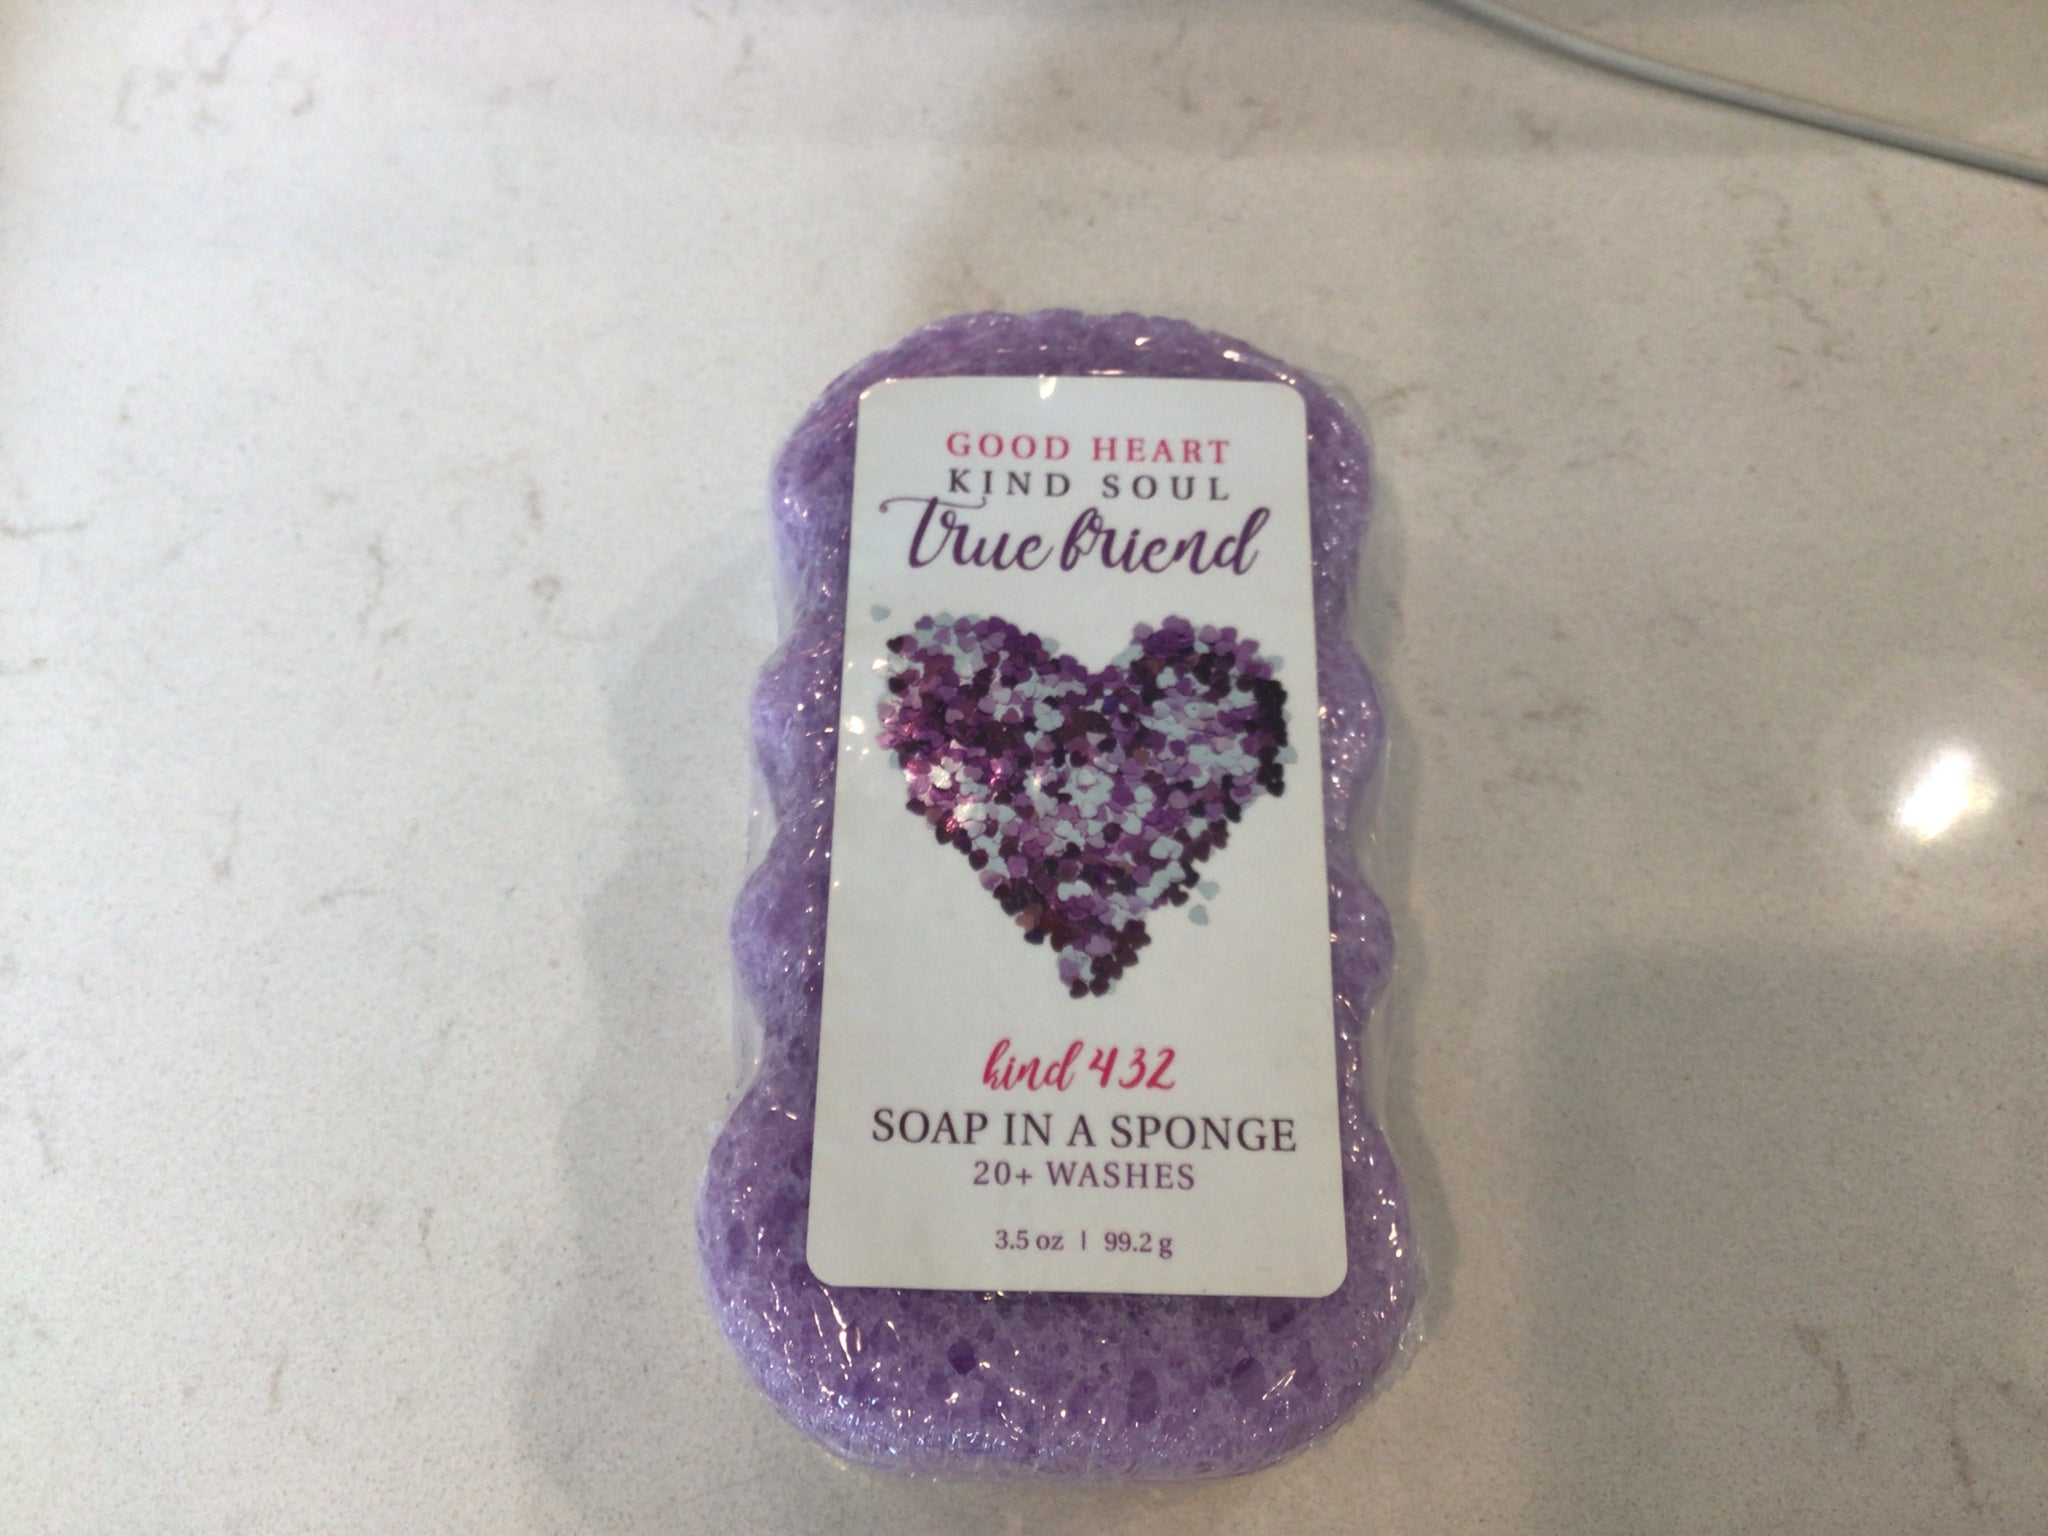 GOOD HEART
KIND SOUL
True friend
kind 432
SOAP IN A SPONGE
20+ WASHES
3.5 oz | 99.2 g